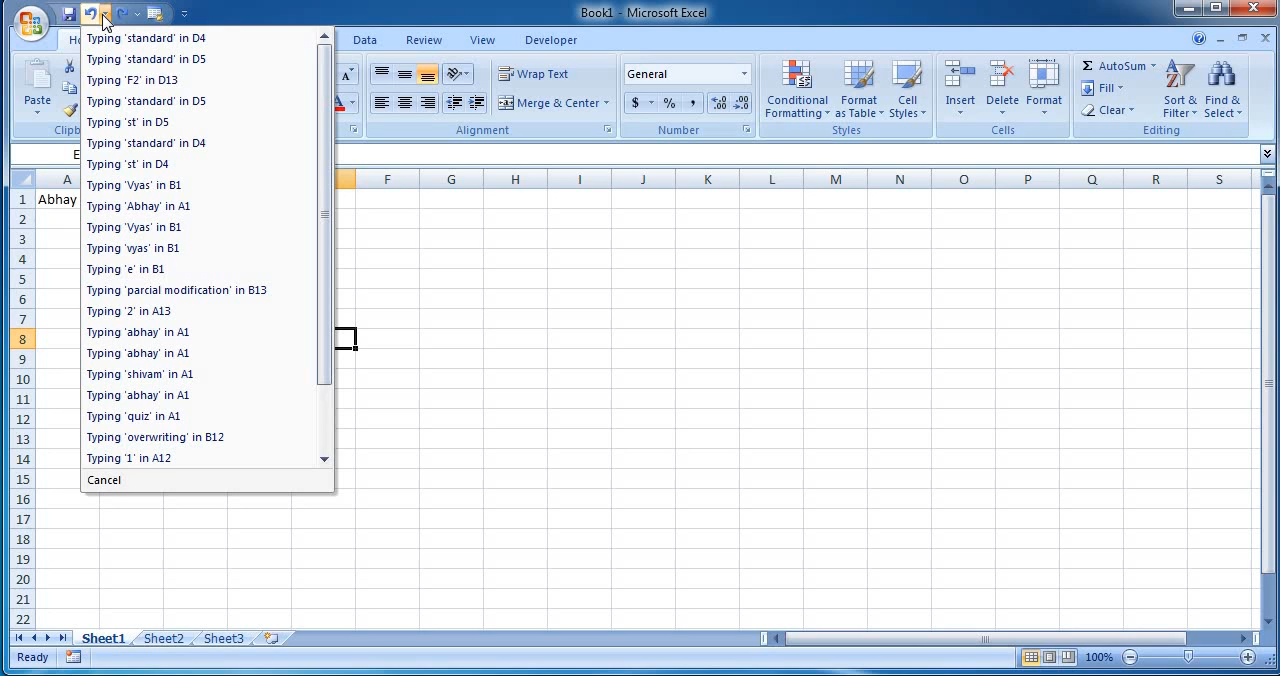 Book1 - Microsoft Excel
Data Review View Developer
Paste
Clipb
Wrap Text
Merge & Center
Alignment
General
$ % ,
Number
Conditional Formatting
Format as Table
Cell Styles
Styles
Insert
Delete
Format
Cells
Σ AutoSum
Fill
Clear
Sort & Filter
Find & Select
Editing
Typing 'standard' in D4
Typing 'standard' in D5
Typing 'F2' in D13
Typing 'standard' in D5
Typing 'st' in D5
Typing 'standard' in D4
Typing 'st' in D4
Typing 'Vyas' in B1
Typing 'Abhay' in A1
Typing 'Vyas' in B1
Typing 'vyas' in B1
Typing 'e' in B1
Typing 'parcial modification' in B13
Typing '2' in A13
Typing 'abhay' in A1
Typing 'abhay' in A1
Typing 'shivam' in A1
Typing 'abhay' in A1
Typing 'quiz' in A1
Typing 'overwriting' in B12
Typing '1' in A12
Cancel
A F G H I J K L M N O P Q R S
1 Abhay
2
3
4
5
6
7
8
9
10
11
12
13
14
15
16
17
18
19
20
21
22
Sheet1 Sheet2 Sheet3
Ready 100%